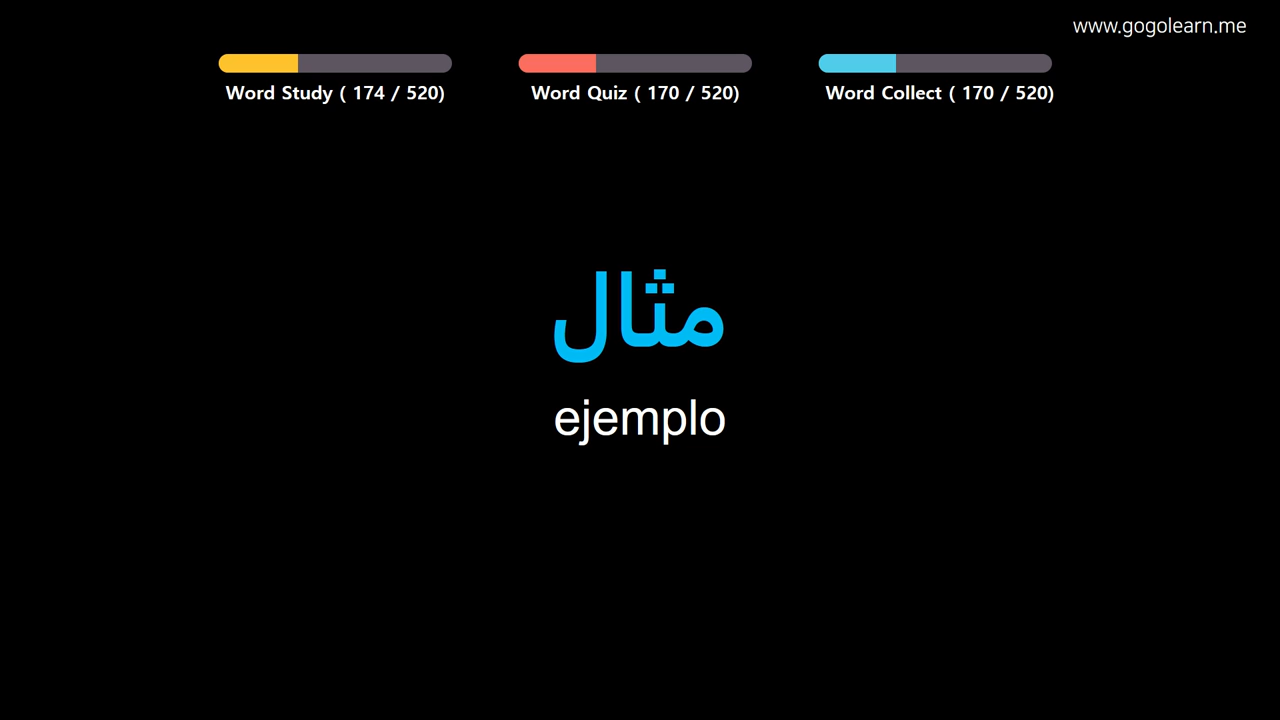 www.gogolearn.me
Word Study ( 174 / 520)
Word Quiz ( 170 / 520)
Word Collect ( 170 / 520)
مثال
ejemplo